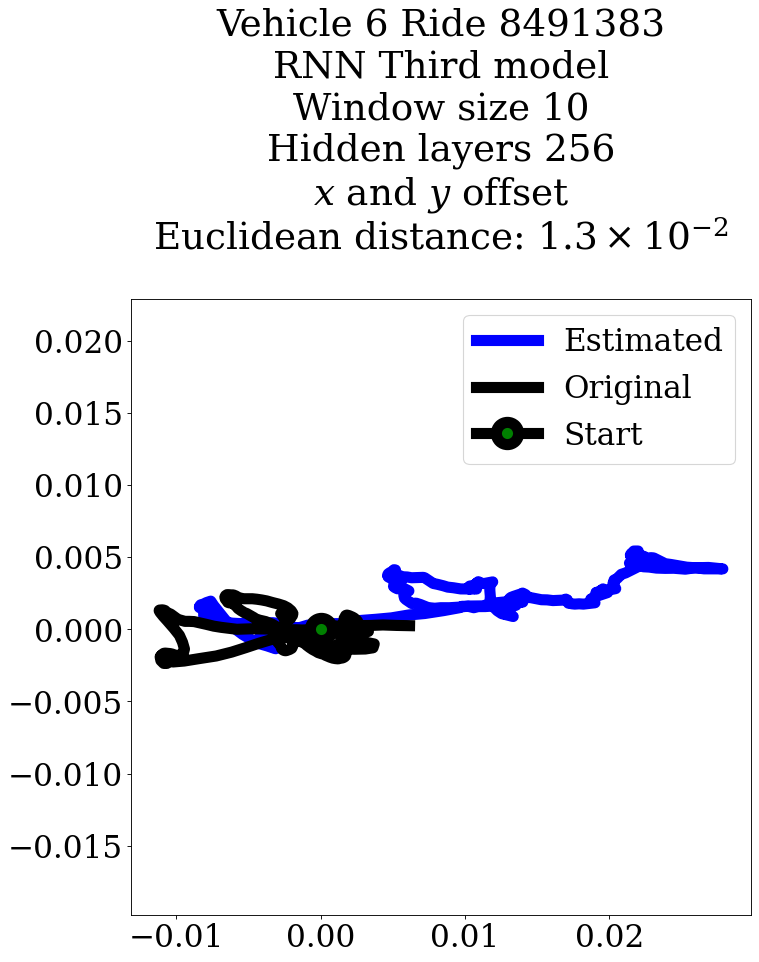 Vehicle 6 Ride 8491383
RNN Third model
Window size 10
Hidden layers 256
x and y offset
Euclidean distance: 1.3 × 10⁻²
Estimated
Original
Start
0.020
0.015
0.010
0.005
0.000
−0.005
−0.010
−0.015
−0.01 0.00 0.01 0.02